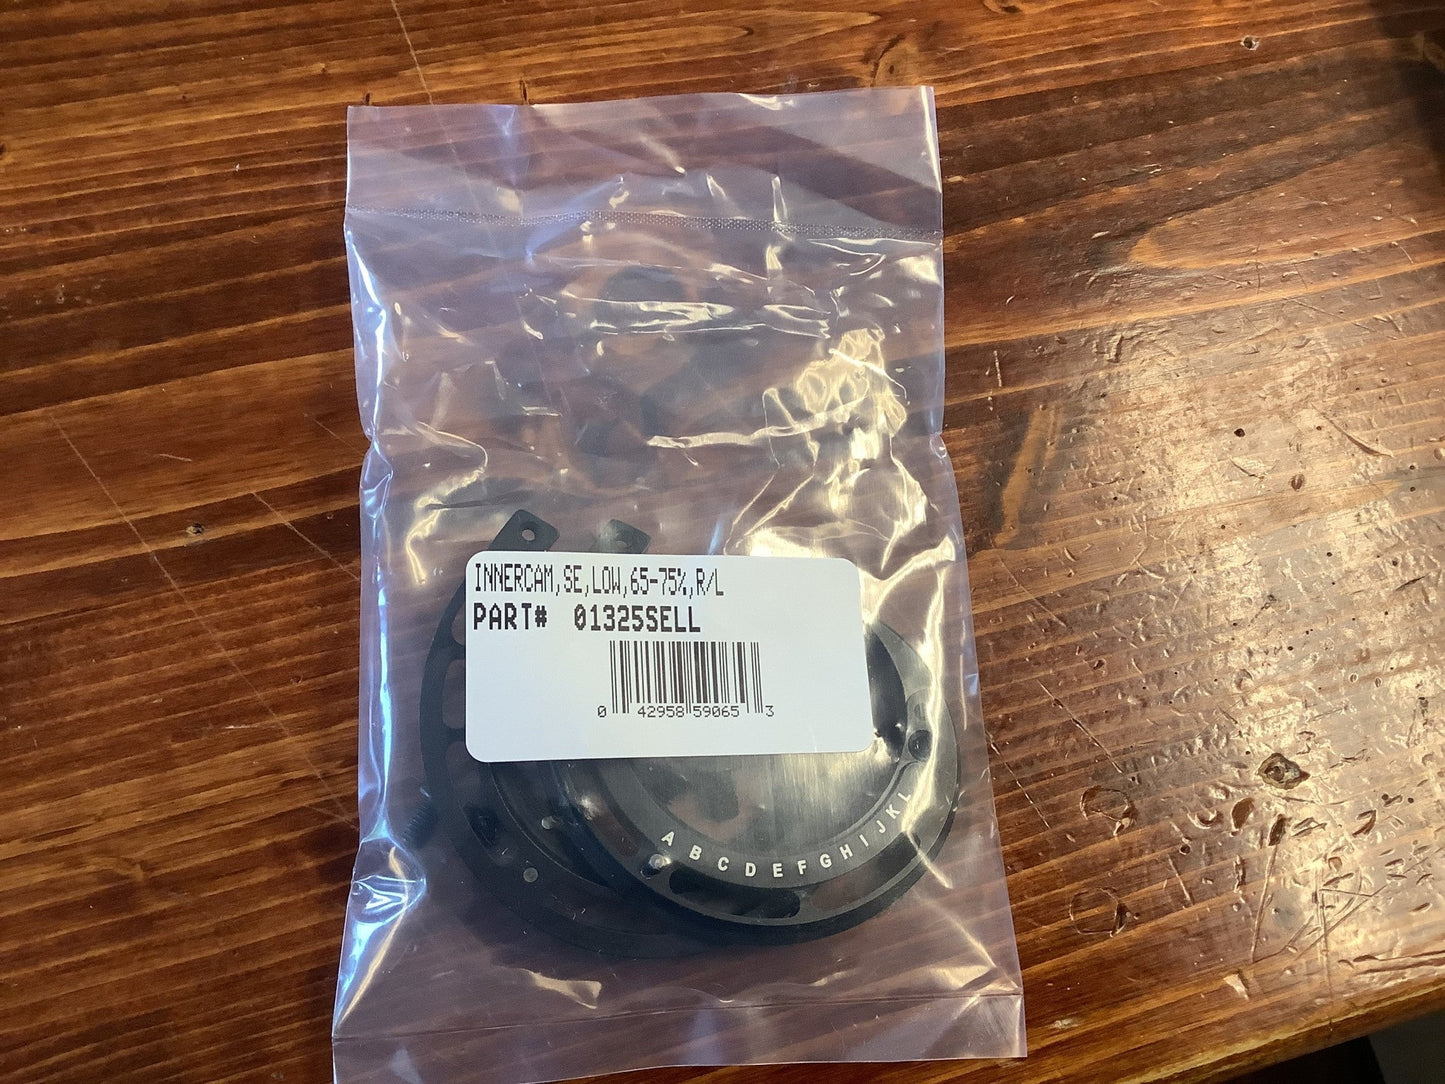 INNERCAM,SE,LOW,65-75%,R/L
PART# 01325SELL
0 42958 59065 3
A B C D E F G H I J K L